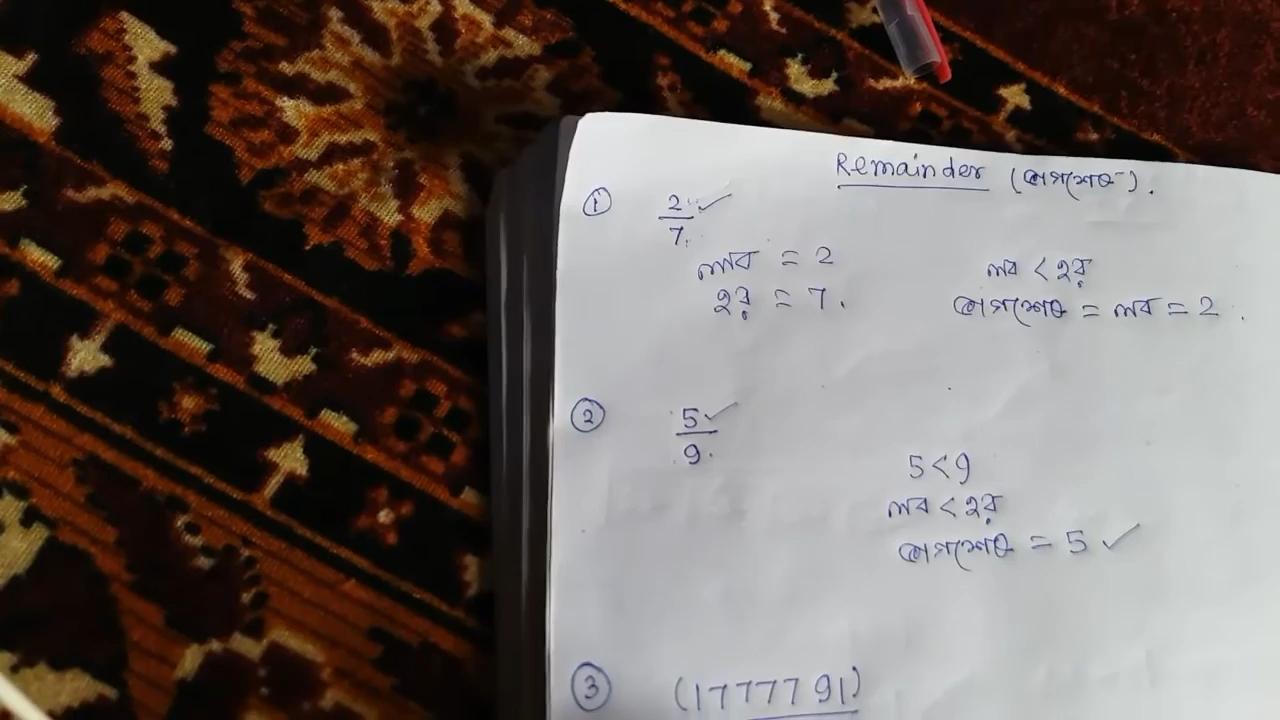 Remainder (ভাগশেষ).
① 2/7 ✓
লব = 2
হর = 7.
লব < হর
ভাগশেষ = লব = 2.
② 5/9 ✓
5 < 9
লব < হর
ভাগশেষ = 5 ✓
③ (1777791)